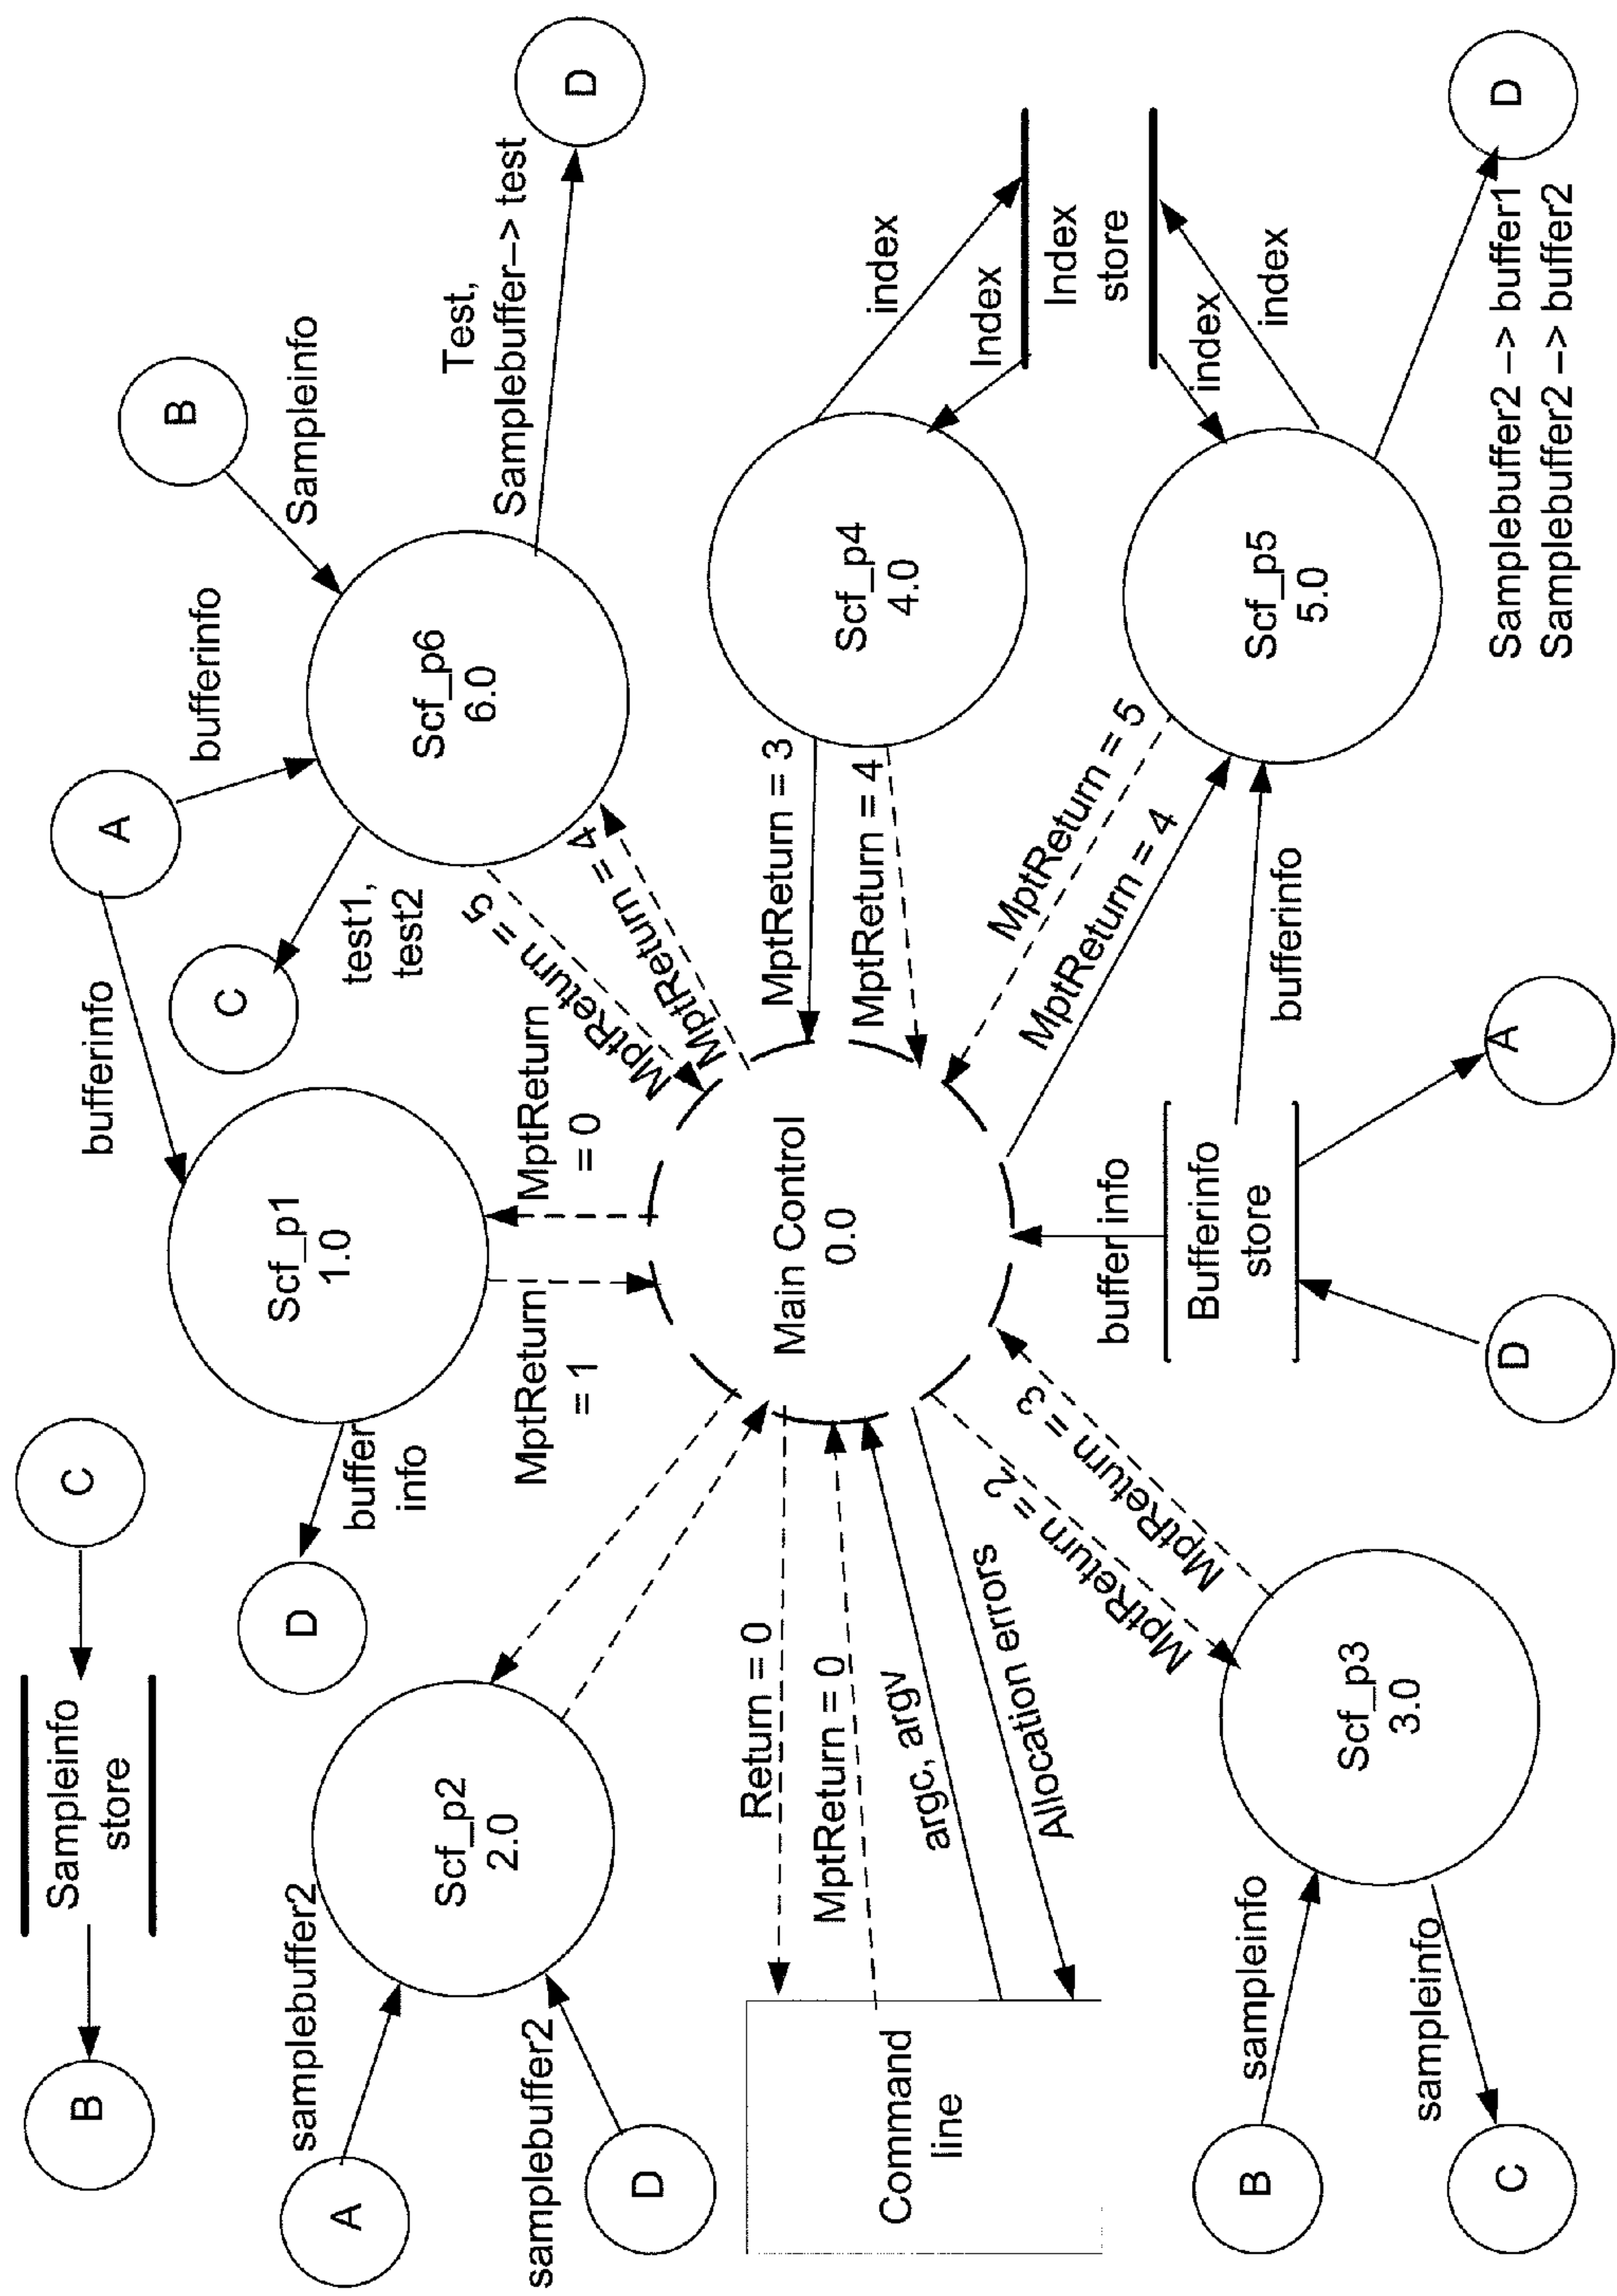 C
Sampleinfo
store
B
A
bufferinfo
bufferinfo
B
Sampleinfo
Scf_p1
1.0
buffer
info
D
C
test1,
test2
Scf_p6
6.0
Test,
Samplebuffer–> test
D
samplebuffer2
A
Scf_p2
2.0
samplebuffer2
D
MptReturn
= 1
MptReturn
= 0
MptReturn = 5
MptReturn = 4
Command
line
Return = 0
MptReturn = 0
argc, argv
Allocation errors
Main Control
0.0
MptReturn = 3
MptReturn = 4
Scf_p4
4.0
index
Index
Index
store
index
index
MptReturn = 2
MptReturn = 3
buffer info
Bufferinfo
store
D
A
bufferinfo
MptReturn = 5
MptReturn = 4
Scf_p5
5.0
D
Samplebuffer2 –> buffer1
Samplebuffer2 –> buffer2
B
sampleinfo
Scf_p3
3.0
sampleinfo
C